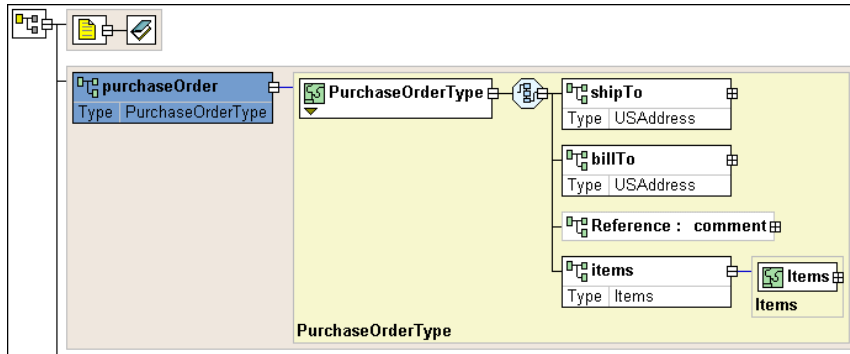 purchaseOrder
Type PurchaseOrderType
PurchaseOrderType
shipTo
Type USAddress
billTo
Type USAddress
Reference : comment
items
Type Items
Items
Items
PurchaseOrderType